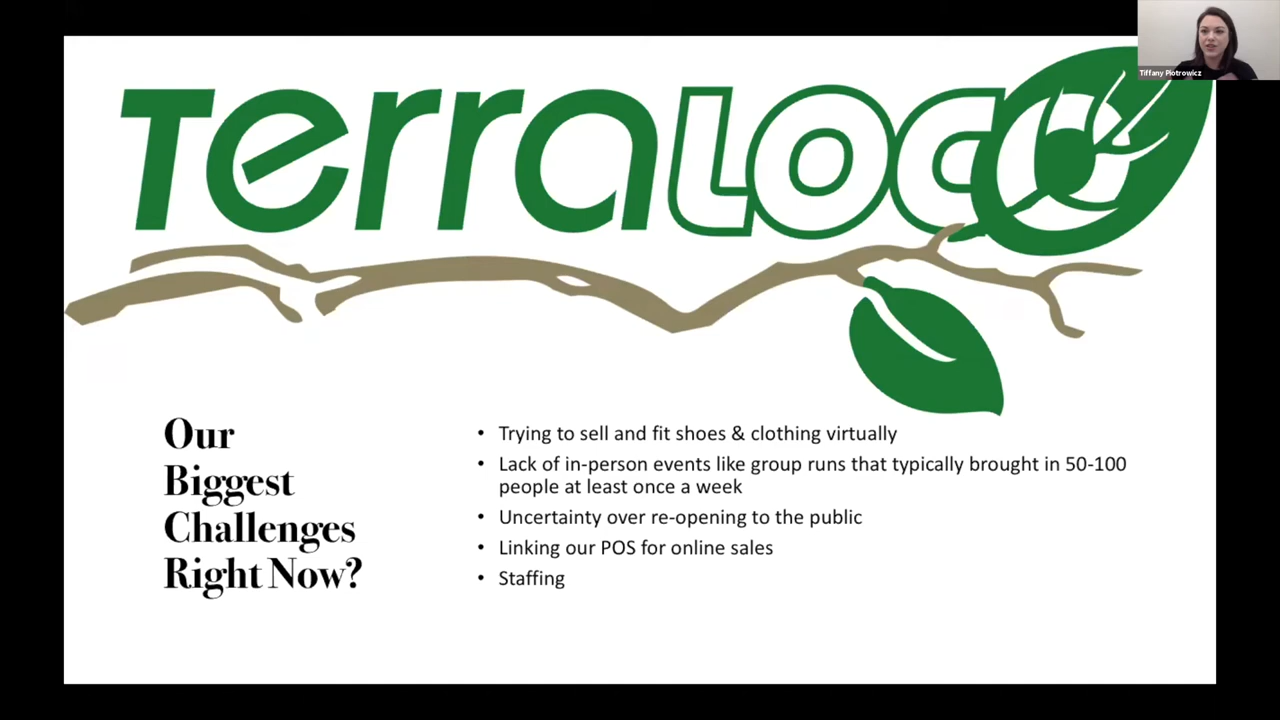 Tiffany Piotrowicz
TerraLOCO
Our
Biggest
Challenges
Right Now?
• Trying to sell and fit shoes & clothing virtually
• Lack of in-person events like group runs that typically brought in 50-100
people at least once a week
• Uncertainty over re-opening to the public
• Linking our POS for online sales
• Staffing